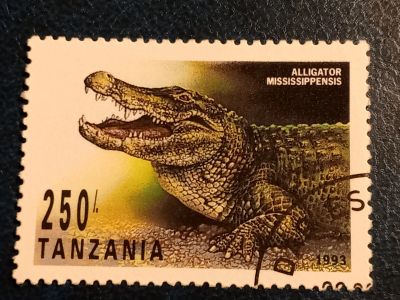 ALLIGATOR
MISSISSIPPENSIS
250/-
TANZANIA
1993